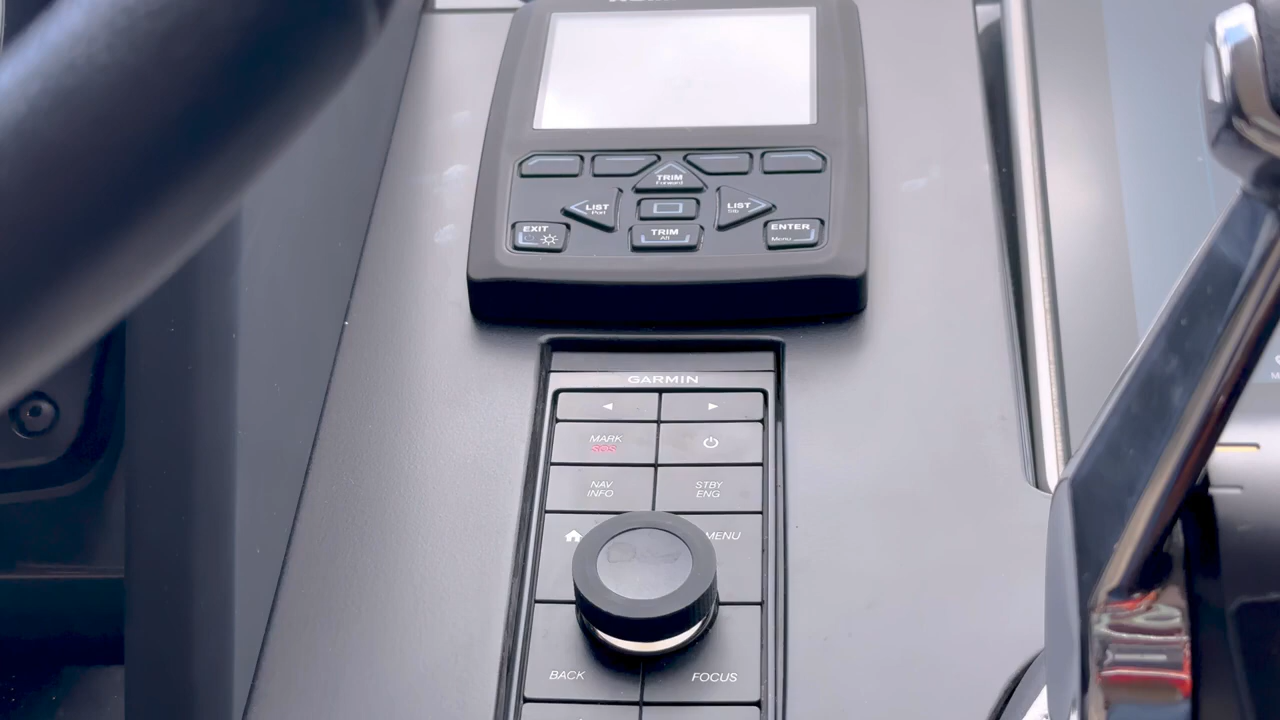 TRIM
Forward
LIST
Port
LIST
Stb
EXIT
TRIM
Aft
ENTER
Menu
GARMIN
MARK
SOS
NAV
INFO
STBY
ENG
MENU
BACK
FOCUS